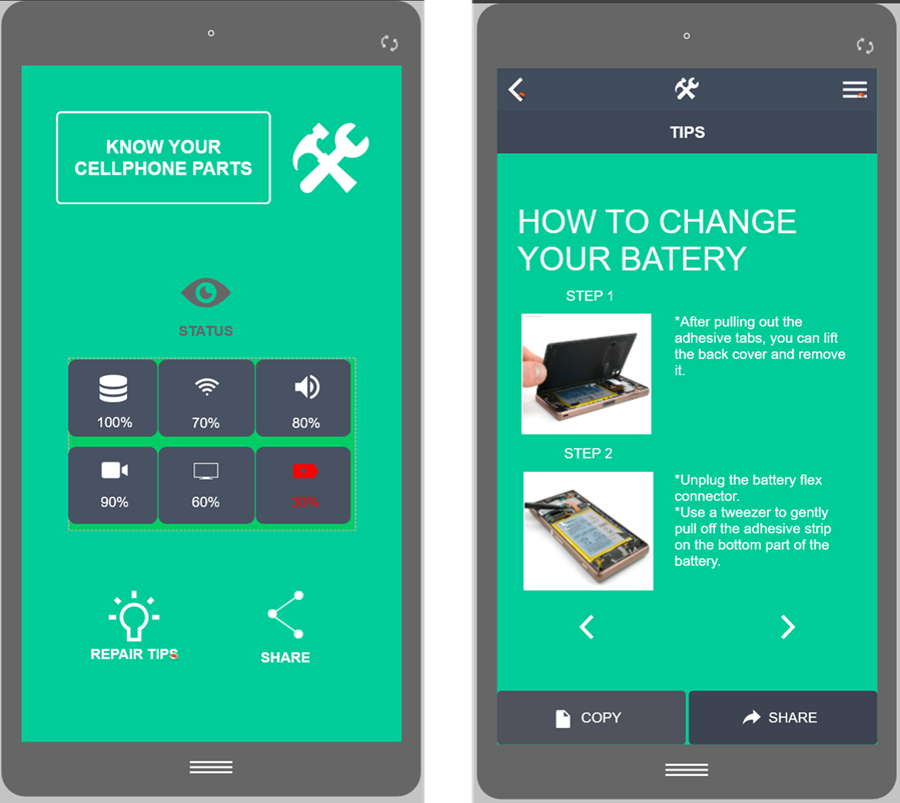 KNOW YOUR
CELLPHONE PARTS
STATUS
100%
70%
80%
90%
60%
30%
REPAIR TIPS
SHARE
TIPS
HOW TO CHANGE
YOUR BATERY
STEP 1
*After pulling out the
adhesive tabs, you can lift
the back cover and remove
it.
STEP 2
*Unplug the battery flex
connector.
*Use a tweezer to gently
pull off the adhesive strip
on the bottom part of the
battery.
COPY
SHARE